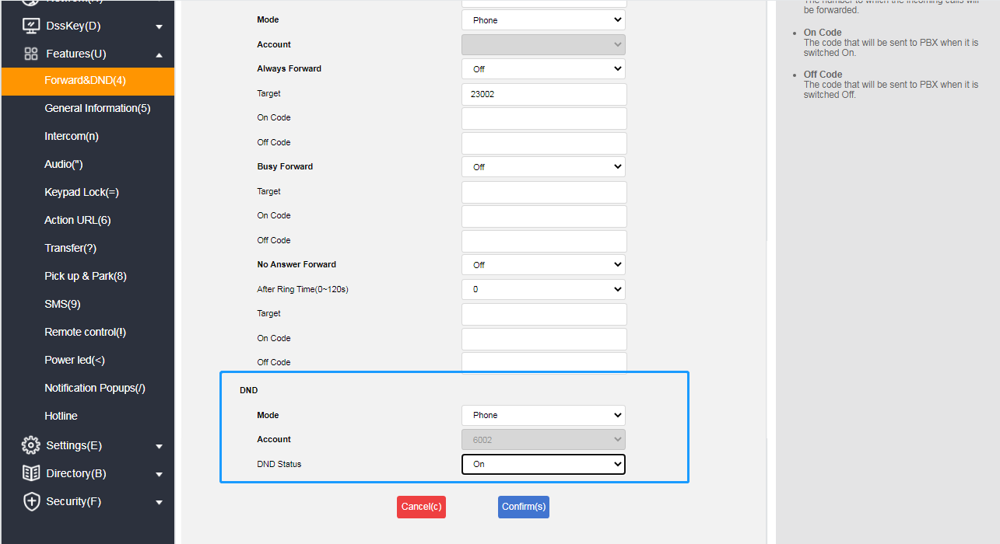 DssKey(D)
Features(U)
Forward&DND(4)
General Information(5)
Intercom(n)
Audio(")
Keypad Lock(=)
Action URL(6)
Transfer(?)
Pick up & Park(8)
SMS(9)
Remote control(!)
Power led(<)
Notification Popups(/)
Hotline
Settings(E)
Directory(B)
Security(F)
Mode Phone
Account
Always Forward Off
Target 23002
On Code
Off Code
Busy Forward Off
Target
On Code
Off Code
No Answer Forward Off
After Ring Time(0~120s) 0
Target
On Code
Off Code
DND
Mode Phone
Account 6002
DND Status On
Cancel(c) Confirm(s)
The number to which the incoming calls will
be forwarded.
On Code
The code that will be sent to PBX when it is
switched On.
Off Code
The code that will be sent to PBX when it is
switched Off.